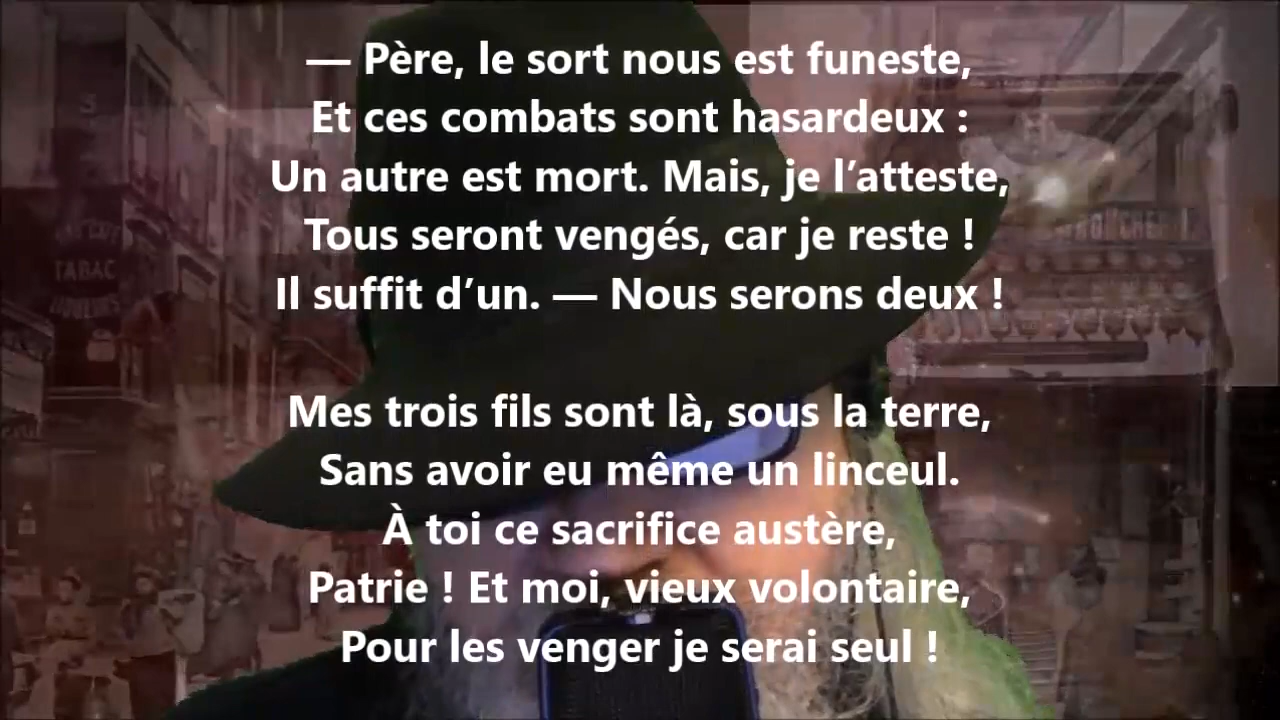 — Père, le sort nous est funeste,
Et ces combats sont hasardeux :
Un autre est mort. Mais, je l’atteste,
Tous seront vengés, car je reste !
Il suffit d’un. — Nous serons deux !
Mes trois fils sont là, sous la terre,
Sans avoir eu même un linceul.
À toi ce sacrifice austère,
Patrie ! Et moi, vieux volontaire,
Pour les venger je serai seul !
TABAC